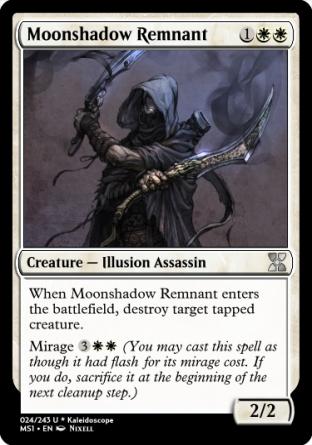 Moonshadow Remnant 1
Creature — Illusion Assassin
When Moonshadow Remnant enters
the battlefield, destroy target tapped
creature.
Mirage 3 (You may cast this spell as
though it had flash for its mirage cost. If
you do, sacrifice it at the beginning of the
next cleanup step.)
2/2
024/243 U * Kaleidoscope
MS1 • EN Nixell